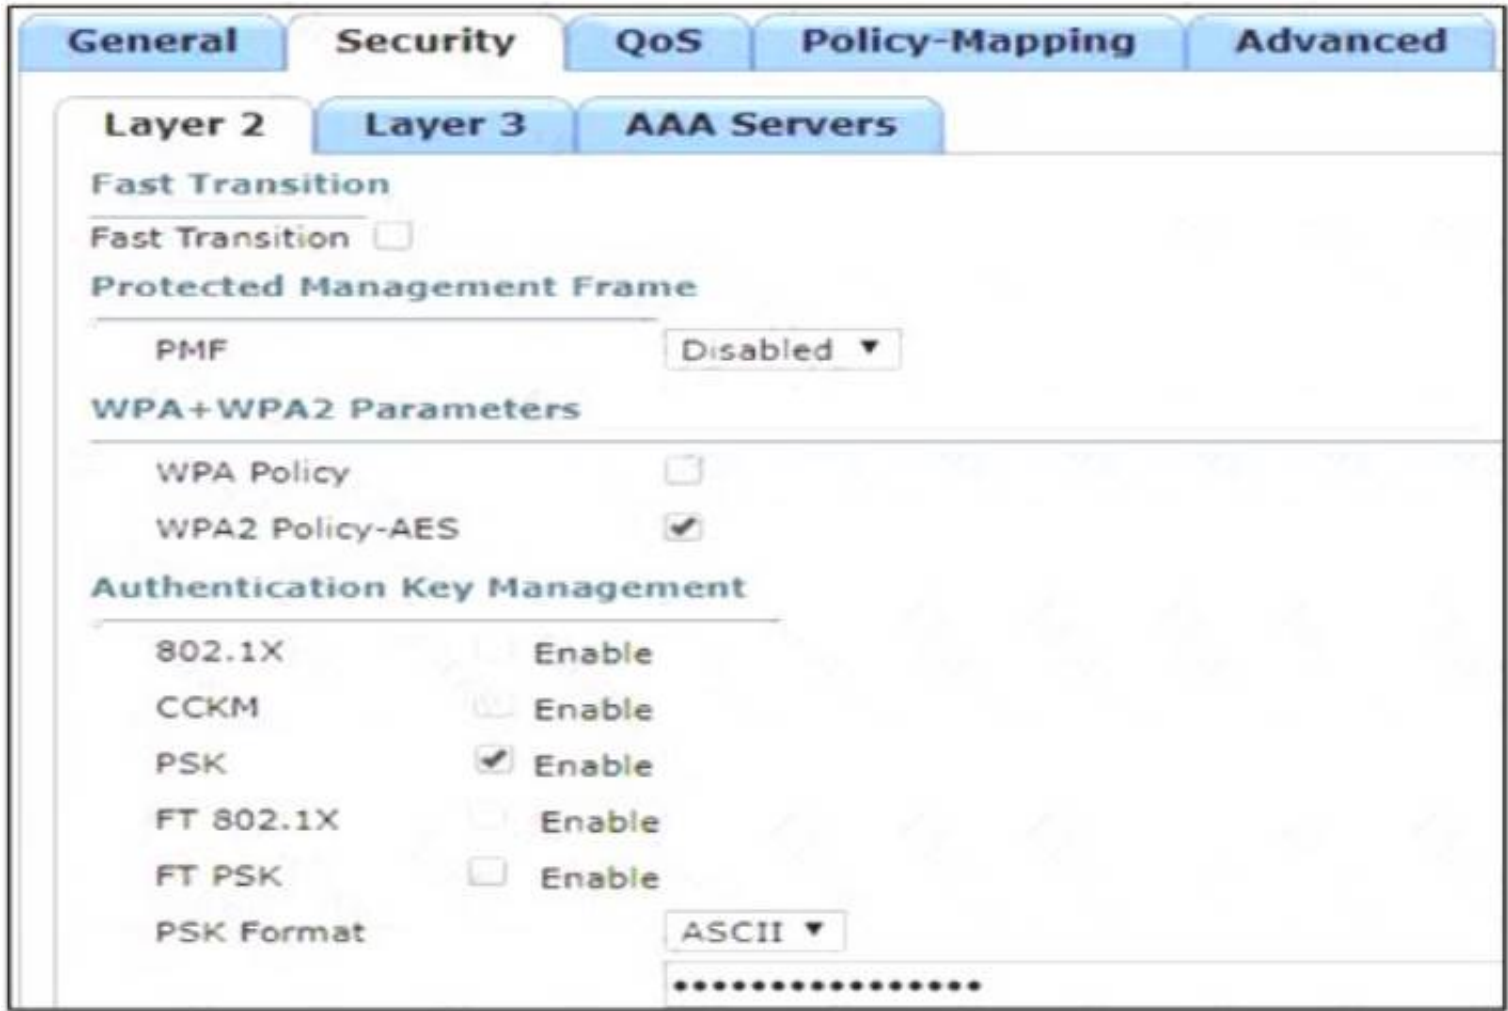 General Security QoS Policy-Mapping Advanced
Layer 2 Layer 3 AAA Servers
Fast Transition
Fast Transition
Protected Management Frame
PMF Disabled
WPA+WPA2 Parameters
WPA Policy
WPA2 Policy-AES
Authentication Key Management
802.1X Enable
CCKM Enable
PSK Enable
FT 802.1X Enable
FT PSK Enable
PSK Format ASCII
••••••••••••••••